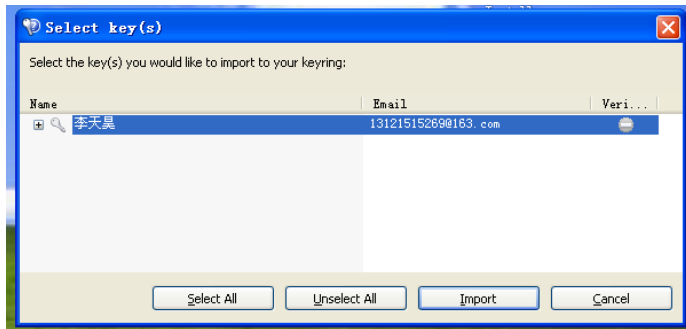 Select key(s)
Select the key(s) you would like to import to your keyring:
Name Email Veri...
李天昊 13121515269@163.com
Select All Unselect All Import Cancel